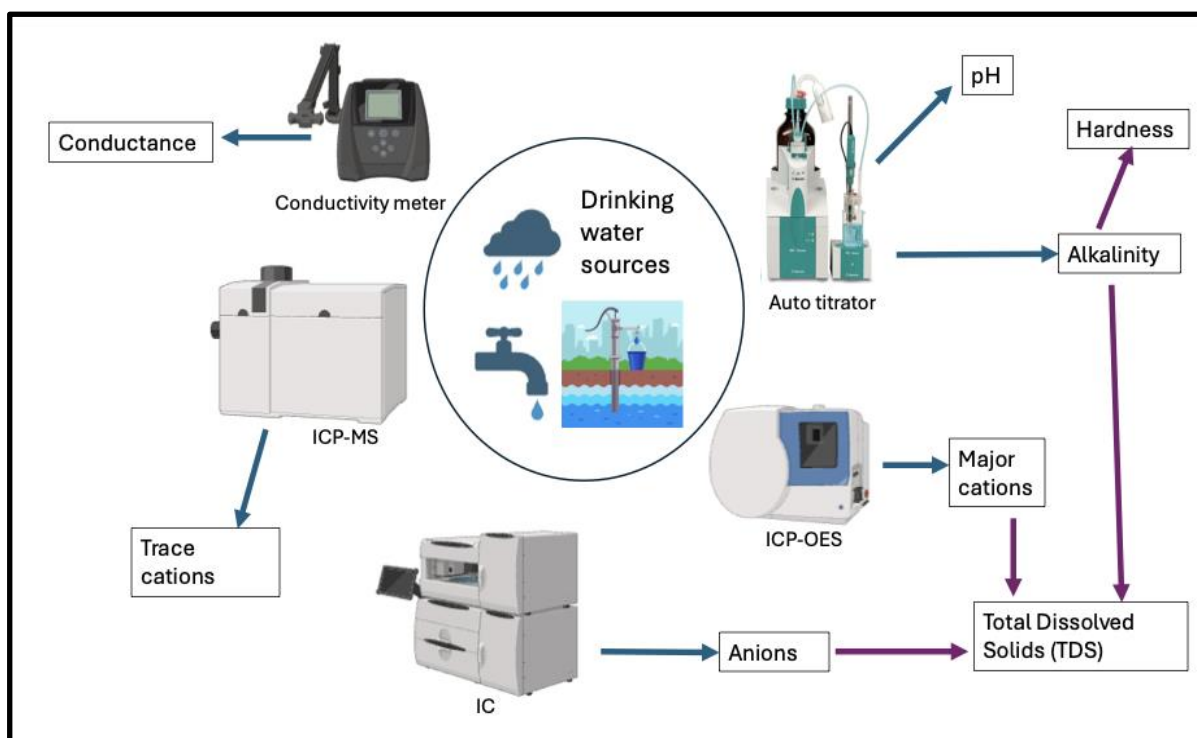 pH
Hardness
Conductance
Conductivity meter
Drinking
water
sources
Alkalinity
Auto titrator
ICP-MS
Major
cations
ICP-OES
Trace
cations
Total Dissolved
Solids (TDS)
Anions
IC